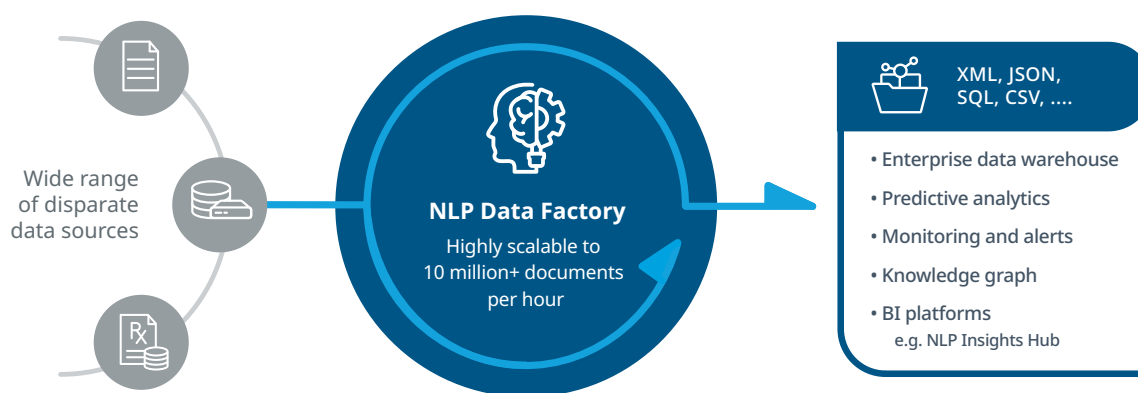 Wide range
of disparate
data sources
Rx
NLP Data Factory
Highly scalable to
10 million+ documents
per hour
XML, JSON,
SQL, CSV, ....
• Enterprise data warehouse
• Predictive analytics
• Monitoring and alerts
• Knowledge graph
• BI platforms
e.g. NLP Insights Hub